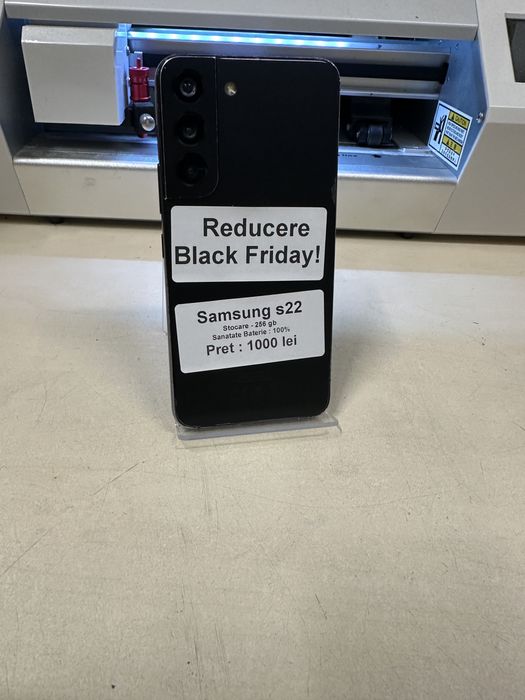 Reducere
Black Friday!
Samsung s22
Stocare - 256 gb
Sanatate Baterie : 100%
Pret : 1000 lei